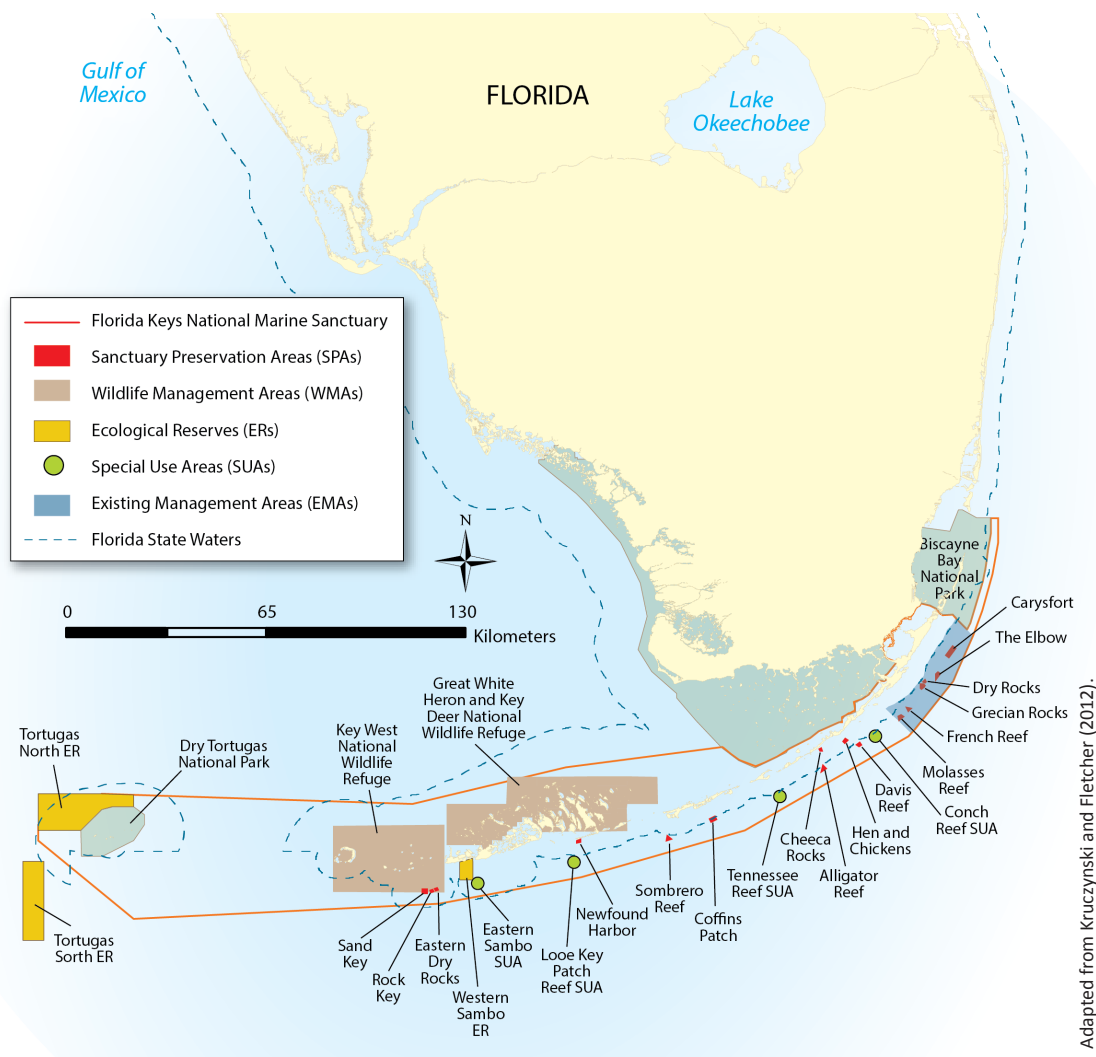 Gulf of
Mexico
FLORIDA
Lake
Okeechobee
Florida Keys National Marine Sanctuary
Sanctuary Preservation Areas (SPAs)
Wildlife Management Areas (WMAs)
Ecological Reserves (ERs)
Special Use Areas (SUAs)
Existing Management Areas (EMAs)
Florida State Waters
N
0
65
130
Kilometers
Biscayne
Bay
National
Park
Carysfort
The Elbow
Dry Rocks
Grecian Rocks
French Reef
Molasses
Reef
Conch
Reef SUA
Davis
Reef
Hen and
Chickens
Alligator
Reef
Cheeca
Rocks
Tennessee
Reef SUA
Coffins
Patch
Sombrero
Reef
Newfound
Harbor
Looe Key
Patch
Reef SUA
Eastern
Sambo
SUA
Western
Sambo
ER
Eastern
Dry
Rocks
Rock
Key
Sand
Key
Great White
Heron and Key
Deer National
Wildlife Refuge
Key West
National
Wildlife
Refuge
Dry Tortugas
National Park
Tortugas
North ER
Tortugas
Sorth ER
Adapted from Kruczynski and Fletcher (2012).